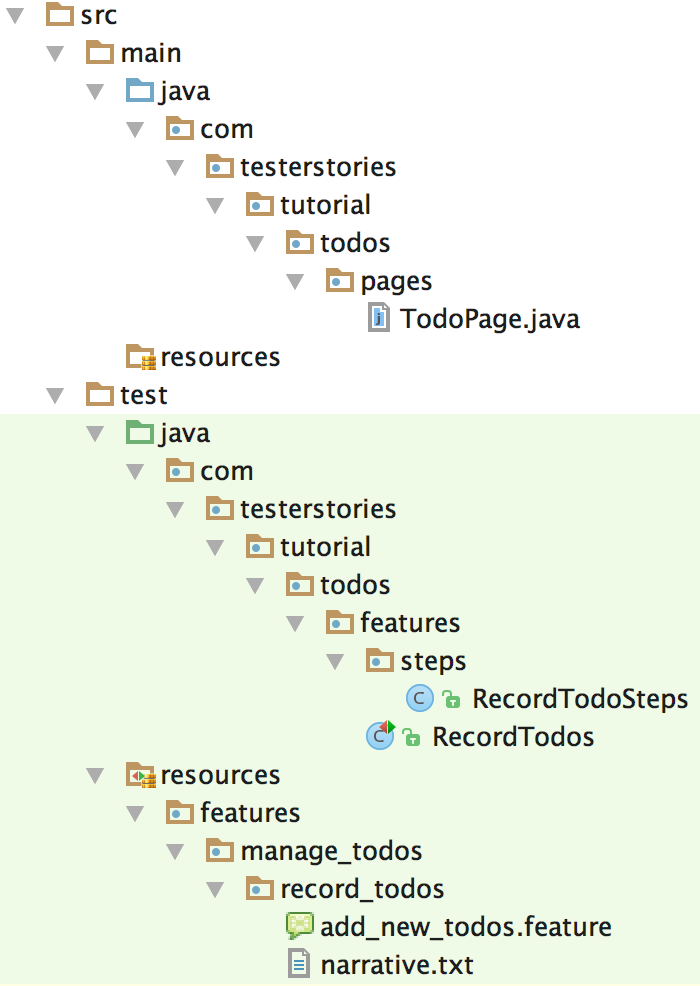 src
main
java
com
testerstories
tutorial
todos
pages
TodoPage.java
resources
test
java
com
testerstories
tutorial
todos
features
steps
RecordTodoSteps
RecordTodos
resources
features
manage_todos
record_todos
add_new_todos.feature
narrative.txt